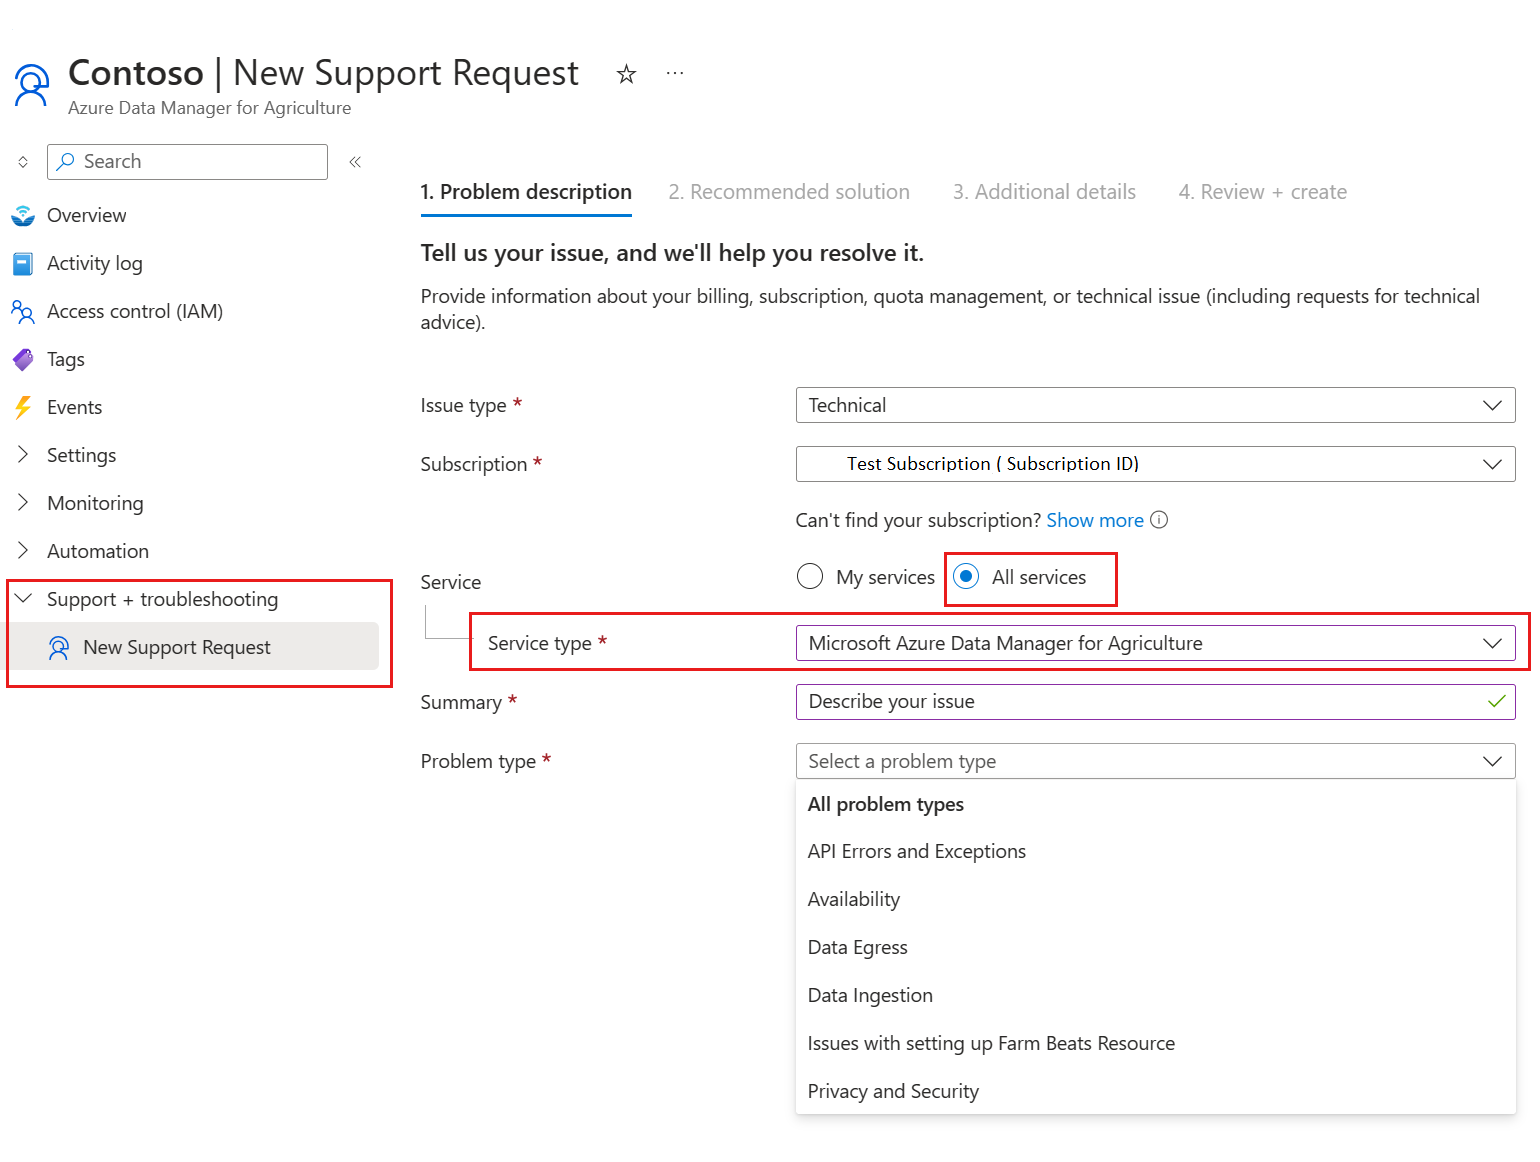 Contoso | New Support Request
Azure Data Manager for Agriculture
Search
Overview
Activity log
Access control (IAM)
Tags
Events
Settings
Monitoring
Automation
Support + troubleshooting
New Support Request
1. Problem description 2. Recommended solution 3. Additional details 4. Review + create
Tell us your issue, and we'll help you resolve it.
Provide information about your billing, subscription, quota management, or technical issue (including requests for technical
advice).
Issue type * Technical
Subscription * Test Subscription ( Subscription ID)
Can't find your subscription? Show more
Service My services All services
Service type * Microsoft Azure Data Manager for Agriculture
Summary * Describe your issue
Problem type * Select a problem type
All problem types
API Errors and Exceptions
Availability
Data Egress
Data Ingestion
Issues with setting up Farm Beats Resource
Privacy and Security